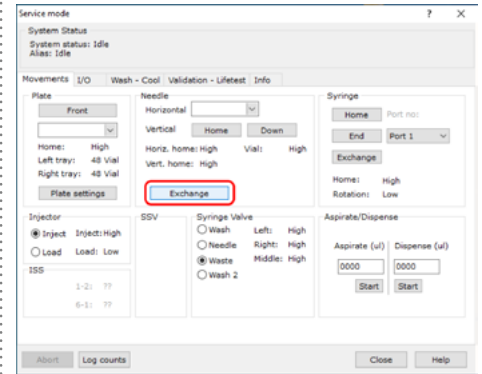 Service mode
? X
System Status
System status: Idle
Alias: Idle
Movements I/O Wash - Cool Validation - Lifetest Info
Plate
Front
Home: High
Left tray: 48 Vial
Right tray: 48 Vial
Plate settings
Needle
Horizontal
Vertical Home Down
Horiz. home: High Vial: High
Vert. home: High
Exchange
Syringe
Home Port no:
End Port 1
Exchange
Home: High
Rotation: Low
Injector
Inject Inject: High
Load Load: Low
ISS
1-2: ??
6-1: ??
SSV
Syringe Valve
Wash Left: High
Needle Right: High
Waste Middle: High
Wash 2
Aspirate/Dispense
Aspirate (ul) Dispense (ul)
0000 0000
Start Start
Abort Log counts Close Help